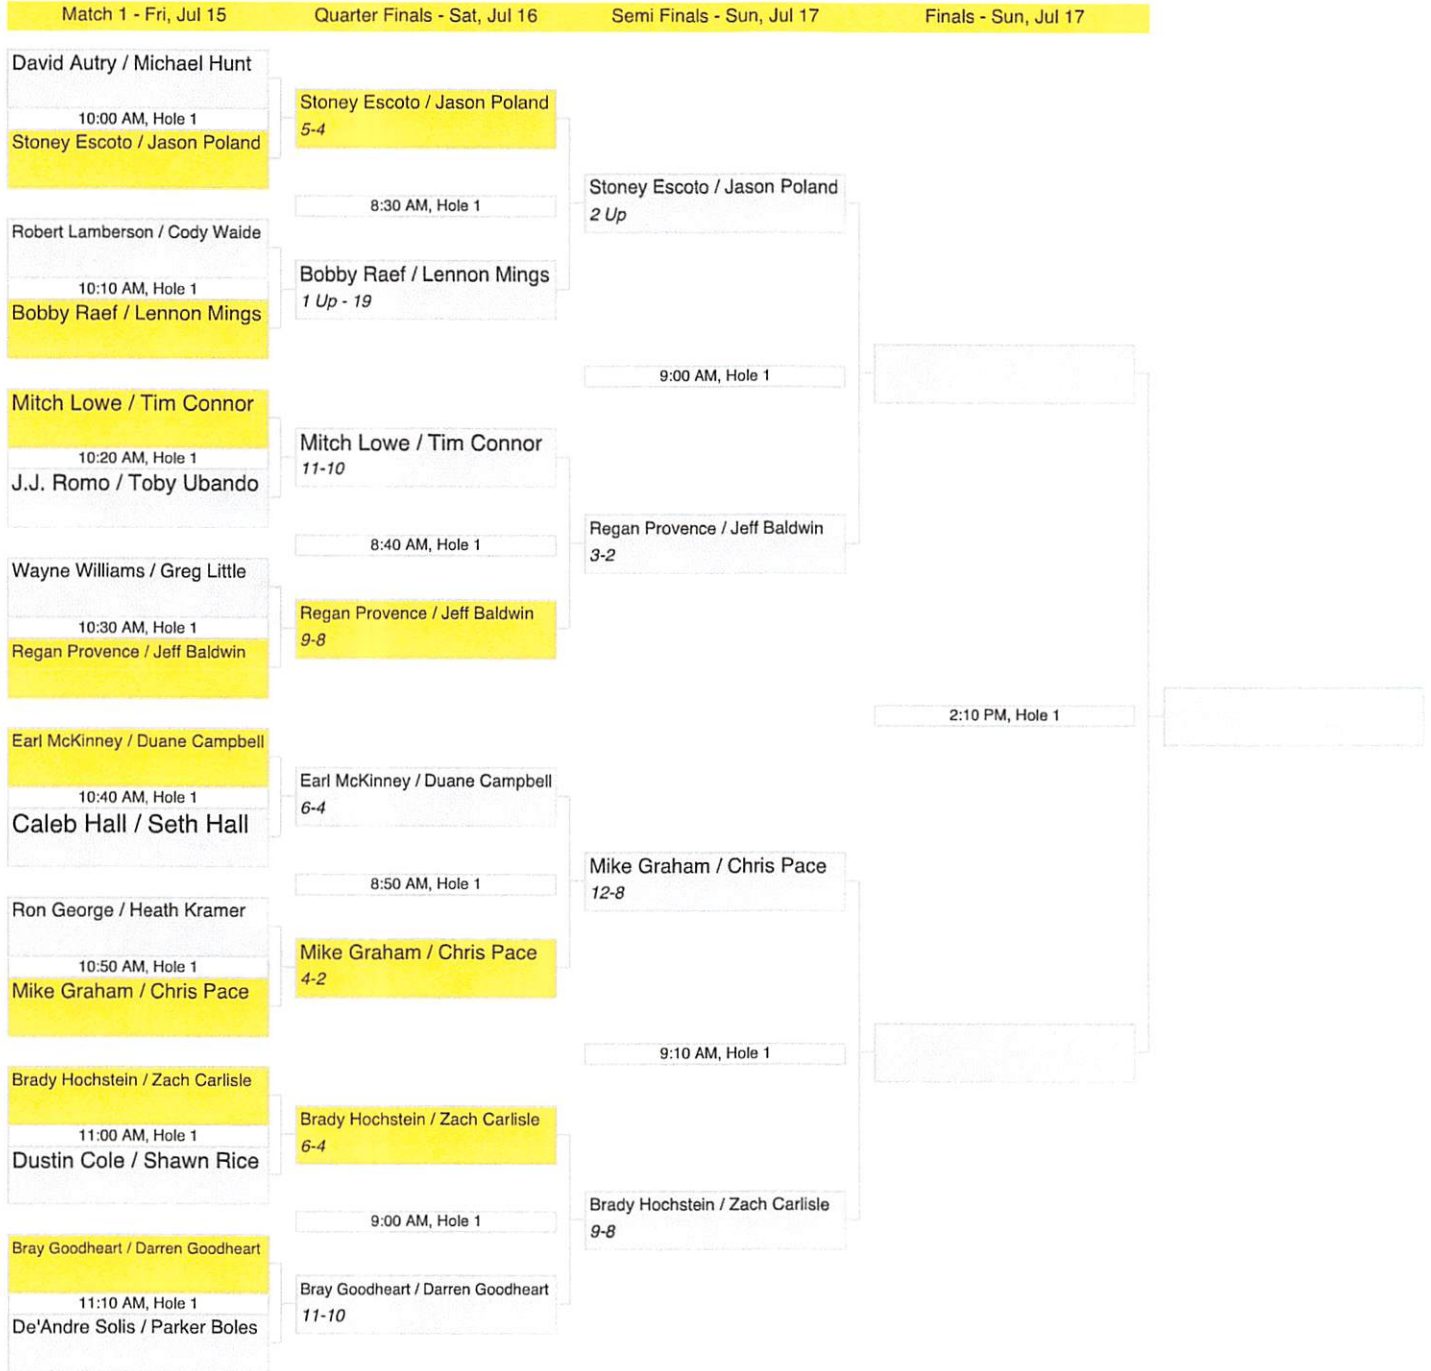 Match 1 - Fri, Jul 15
Quarter Finals - Sat, Jul 16
Semi Finals - Sun, Jul 17
Finals - Sun, Jul 17
David Autry / Michael Hunt
10:00 AM, Hole 1
Stoney Escoto / Jason Poland
Robert Lamberson / Cody Waide
10:10 AM, Hole 1
Bobby Raef / Lennon Mings
Mitch Lowe / Tim Connor
10:20 AM, Hole 1
J.J. Romo / Toby Ubando
Wayne Williams / Greg Little
10:30 AM, Hole 1
Regan Provence / Jeff Baldwin
Earl McKinney / Duane Campbell
10:40 AM, Hole 1
Caleb Hall / Seth Hall
Ron George / Heath Kramer
10:50 AM, Hole 1
Mike Graham / Chris Pace
Brady Hochstein / Zach Carlisle
11:00 AM, Hole 1
Dustin Cole / Shawn Rice
Bray Goodheart / Darren Goodheart
11:10 AM, Hole 1
De'Andre Solis / Parker Boles
Stoney Escoto / Jason Poland
5-4
8:30 AM, Hole 1
Bobby Raef / Lennon Mings
1 Up - 19
Mitch Lowe / Tim Connor
11-10
8:40 AM, Hole 1
Regan Provence / Jeff Baldwin
9-8
Earl McKinney / Duane Campbell
6-4
8:50 AM, Hole 1
Mike Graham / Chris Pace
4-2
Brady Hochstein / Zach Carlisle
6-4
9:00 AM, Hole 1
Bray Goodheart / Darren Goodheart
11-10
Stoney Escoto / Jason Poland
2 Up
9:00 AM, Hole 1
Regan Provence / Jeff Baldwin
3-2
Mike Graham / Chris Pace
12-8
9:10 AM, Hole 1
Brady Hochstein / Zach Carlisle
9-8
2:10 PM, Hole 1